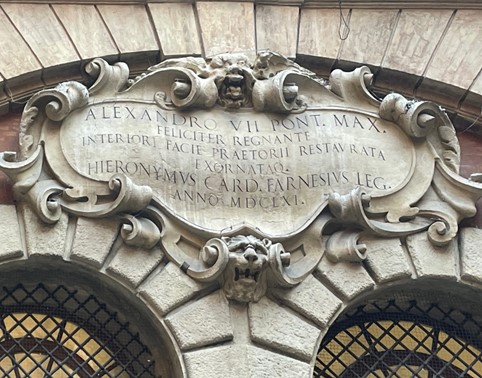 ALEXANDRO VII PONT. MAX.
FELICITER REGNANTE
INTERIORI FACIE PRAETORII RESTAVRATA
EXORNATAQ.
HIERONYMVS CARD. FARNESIVS LEG.
ANNO MDCLXI.